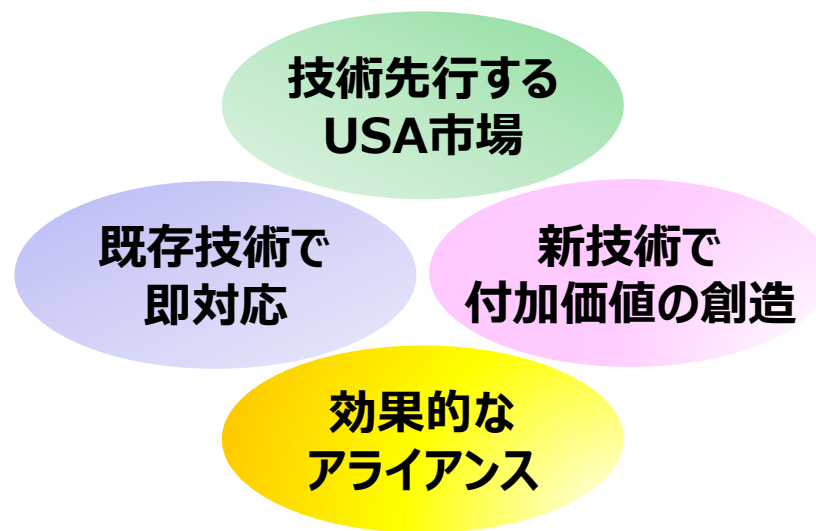 技術先行する
USA市場
既存技術で
即対応
新技術で
付加価値の創造
効果的な
アライアンス